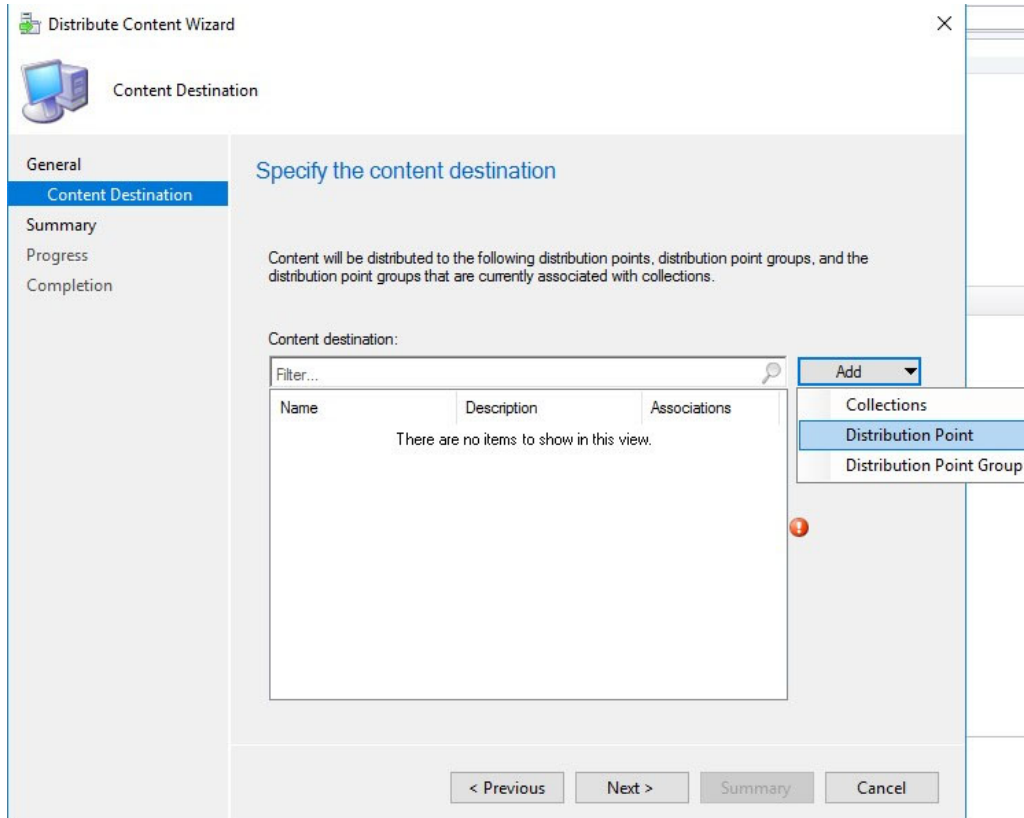 Distribute Content Wizard
Content Destination
General
Content Destination
Summary
Progress
Completion
Specify the content destination
Content will be distributed to the following distribution points, distribution point groups, and the
distribution point groups that are currently associated with collections.
Content destination:
Filter...
Add
Name Description Associations
There are no items to show in this view.
Collections
Distribution Point
Distribution Point Group
< Previous Next > Summary Cancel